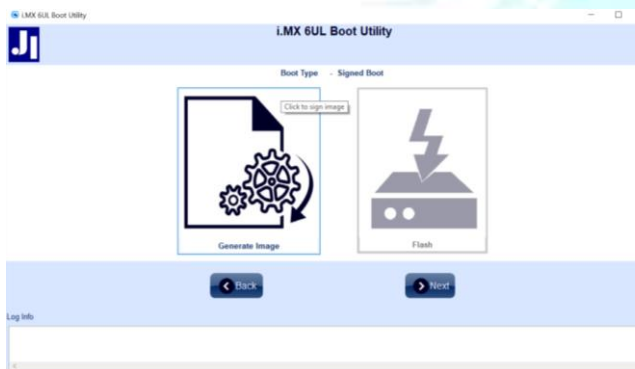 i.MX 6UL Boot Utility
JI
i.MX 6UL Boot Utility
Boot Type - Signed Boot
Click to sign image
Generate Image
Flash
Back
Next
Log Info